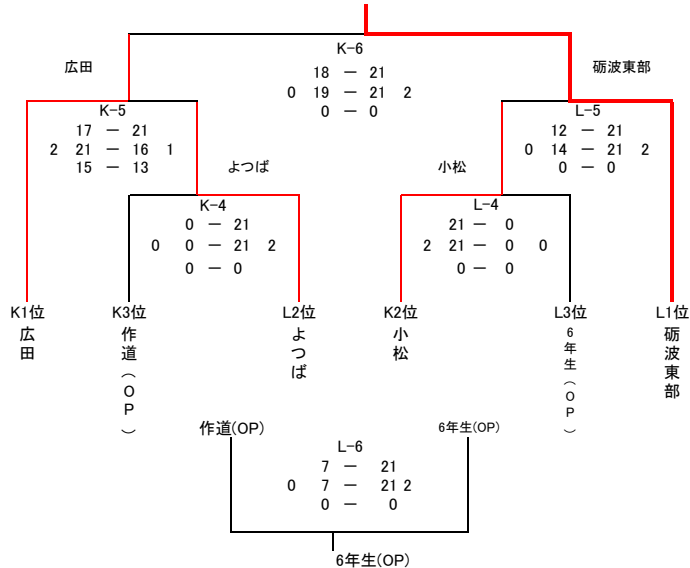 K-6
広田
砺波東部
18 － 21
0 19 － 21 2
0 － 0
K-5
17 － 21
2 21 － 16 1
15 － 13
L-5
12 － 21
0 14 － 21 2
0 － 0
よつば
小松
K-4
0 － 21
0 0 － 21 2
0 － 0
L-4
21 － 0
2 21 － 0 0
0 － 0
K1位
広田
K3位
作道(OP)
L2位
よつば
K2位
小松
L3位
6年生(OP)
L1位
砺波東部
作道(OP)
6年生(OP)
L-6
7 － 21
0 7 － 21 2
0 － 0
6年生(OP)